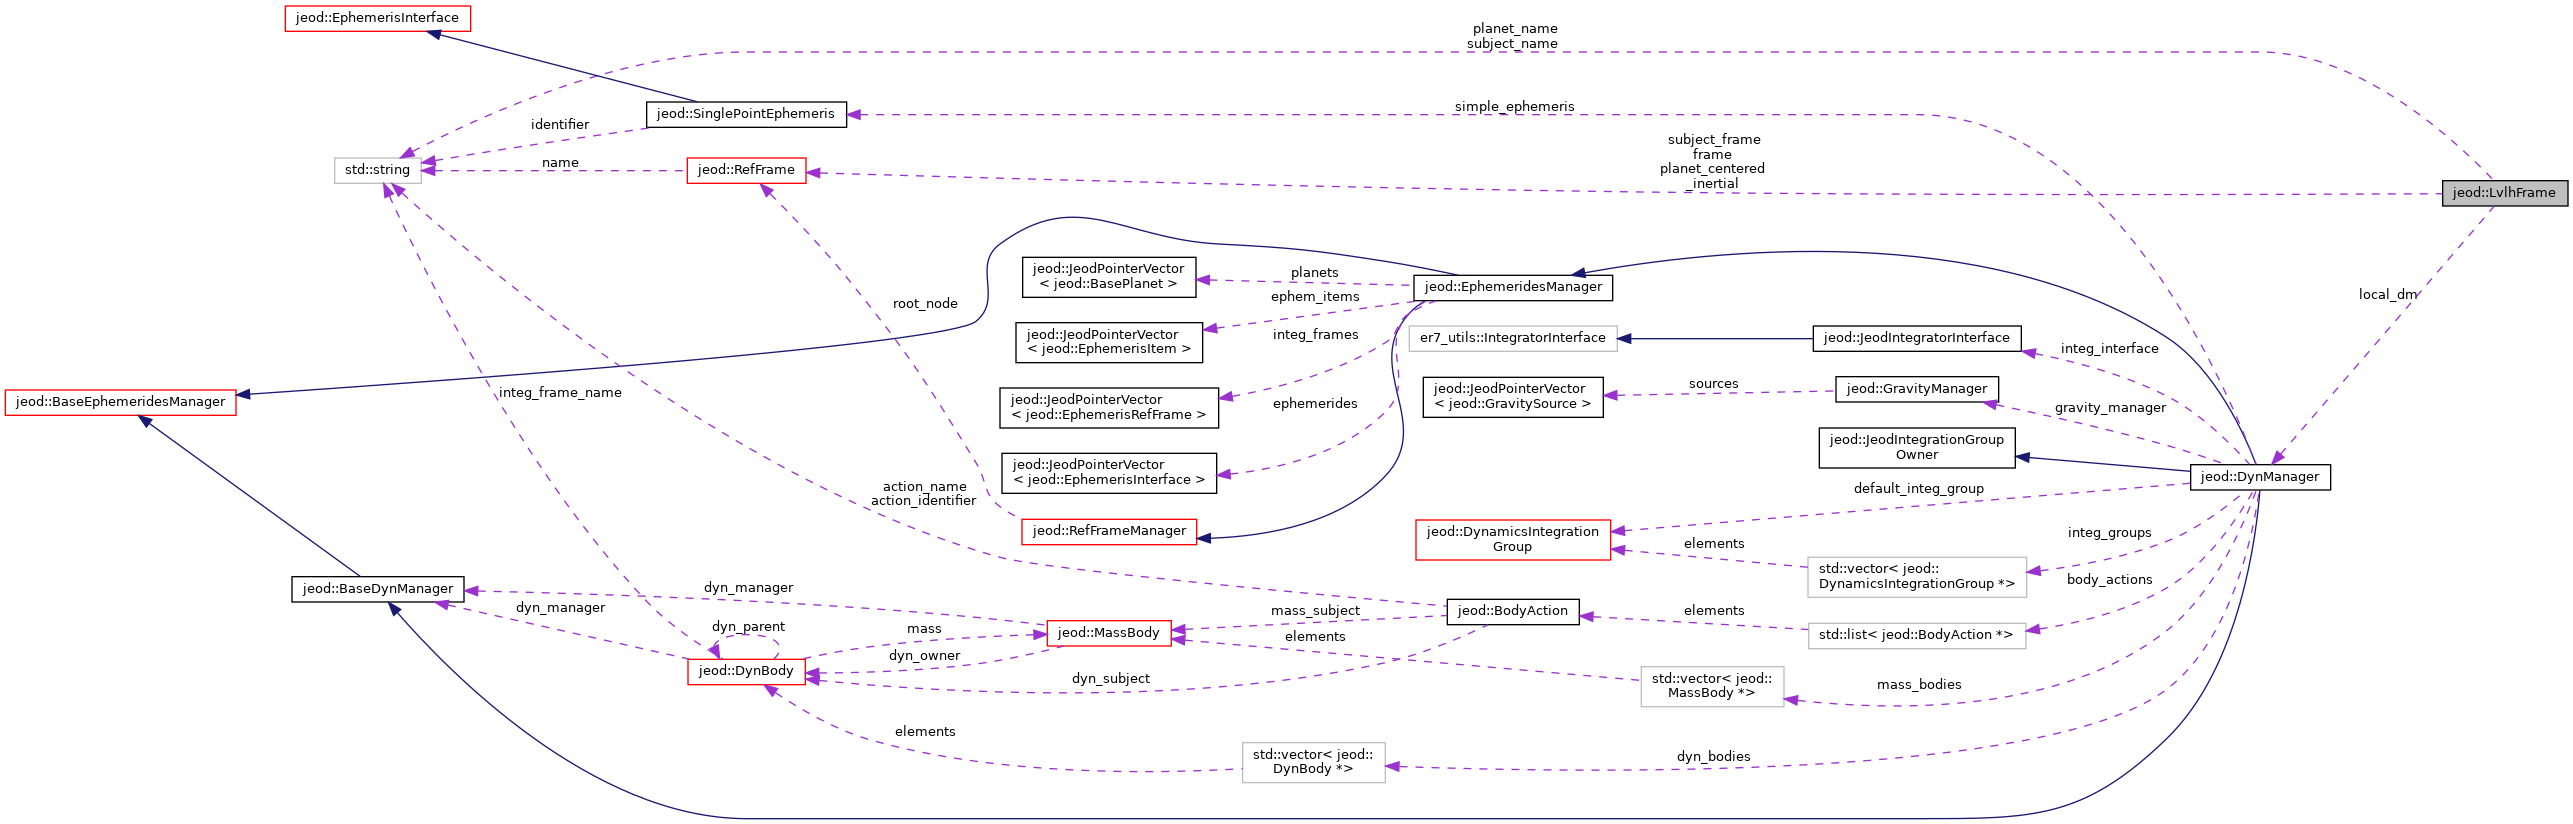 jeod::EphemerisInterface
planet_name
subject_name
simple_ephemeris
jeod::SinglePointEphemeris
identifier
subject_frame
frame
planet_centered
_inertial
name
std::string
jeod::RefFrame
jeod::LvlhFrame
jeod::JeodPointerVector
< jeod::BasePlanet >
planets
jeod::EphemeridesManager
ephem_items
root_node
local_dm
jeod::JeodPointerVector
< jeod::EphemerisItem >
integ_frames
er7_utils::IntegratorInterface
jeod::JeodIntegratorInterface
integ_interface
sources
jeod::GravityManager
integ_frame_name
jeod::BaseEphemeridesManager
jeod::JeodPointerVector
< jeod::EphemerisRefFrame >
ephemerides
jeod::JeodPointerVector
< jeod::GravitySource >
gravity_manager
jeod::JeodIntegrationGroup
Owner
jeod::JeodPointerVector
< jeod::EphemerisInterface >
jeod::DynManager
action_name
action_identifier
default_integ_group
jeod::RefFrameManager
jeod::DynamicsIntegration
Group
elements
integ_groups
std::vector< jeod::
DynamicsIntegrationGroup *>
body_actions
jeod::BaseDynManager
dyn_manager
dyn_manager
mass_subject
jeod::BodyAction
elements
dyn_parent
mass
jeod::MassBody
elements
std::list< jeod::BodyAction *>
dyn_owner
jeod::DynBody
dyn_subject
std::vector< jeod::
MassBody *>
mass_bodies
elements
std::vector< jeod::
DynBody *>
dyn_bodies